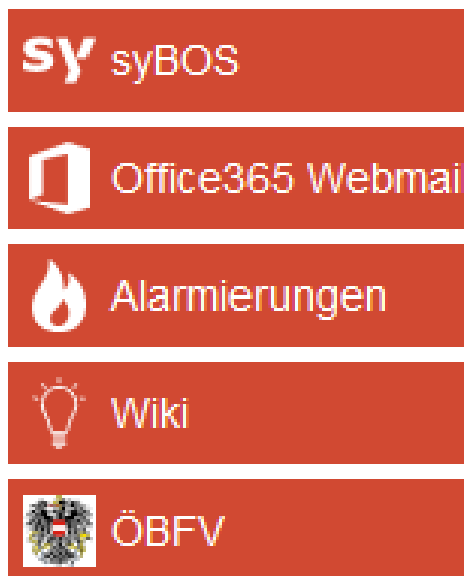 sy syBOS
Office365 Webmai
Alarmierungen
Wiki
ÖBFV